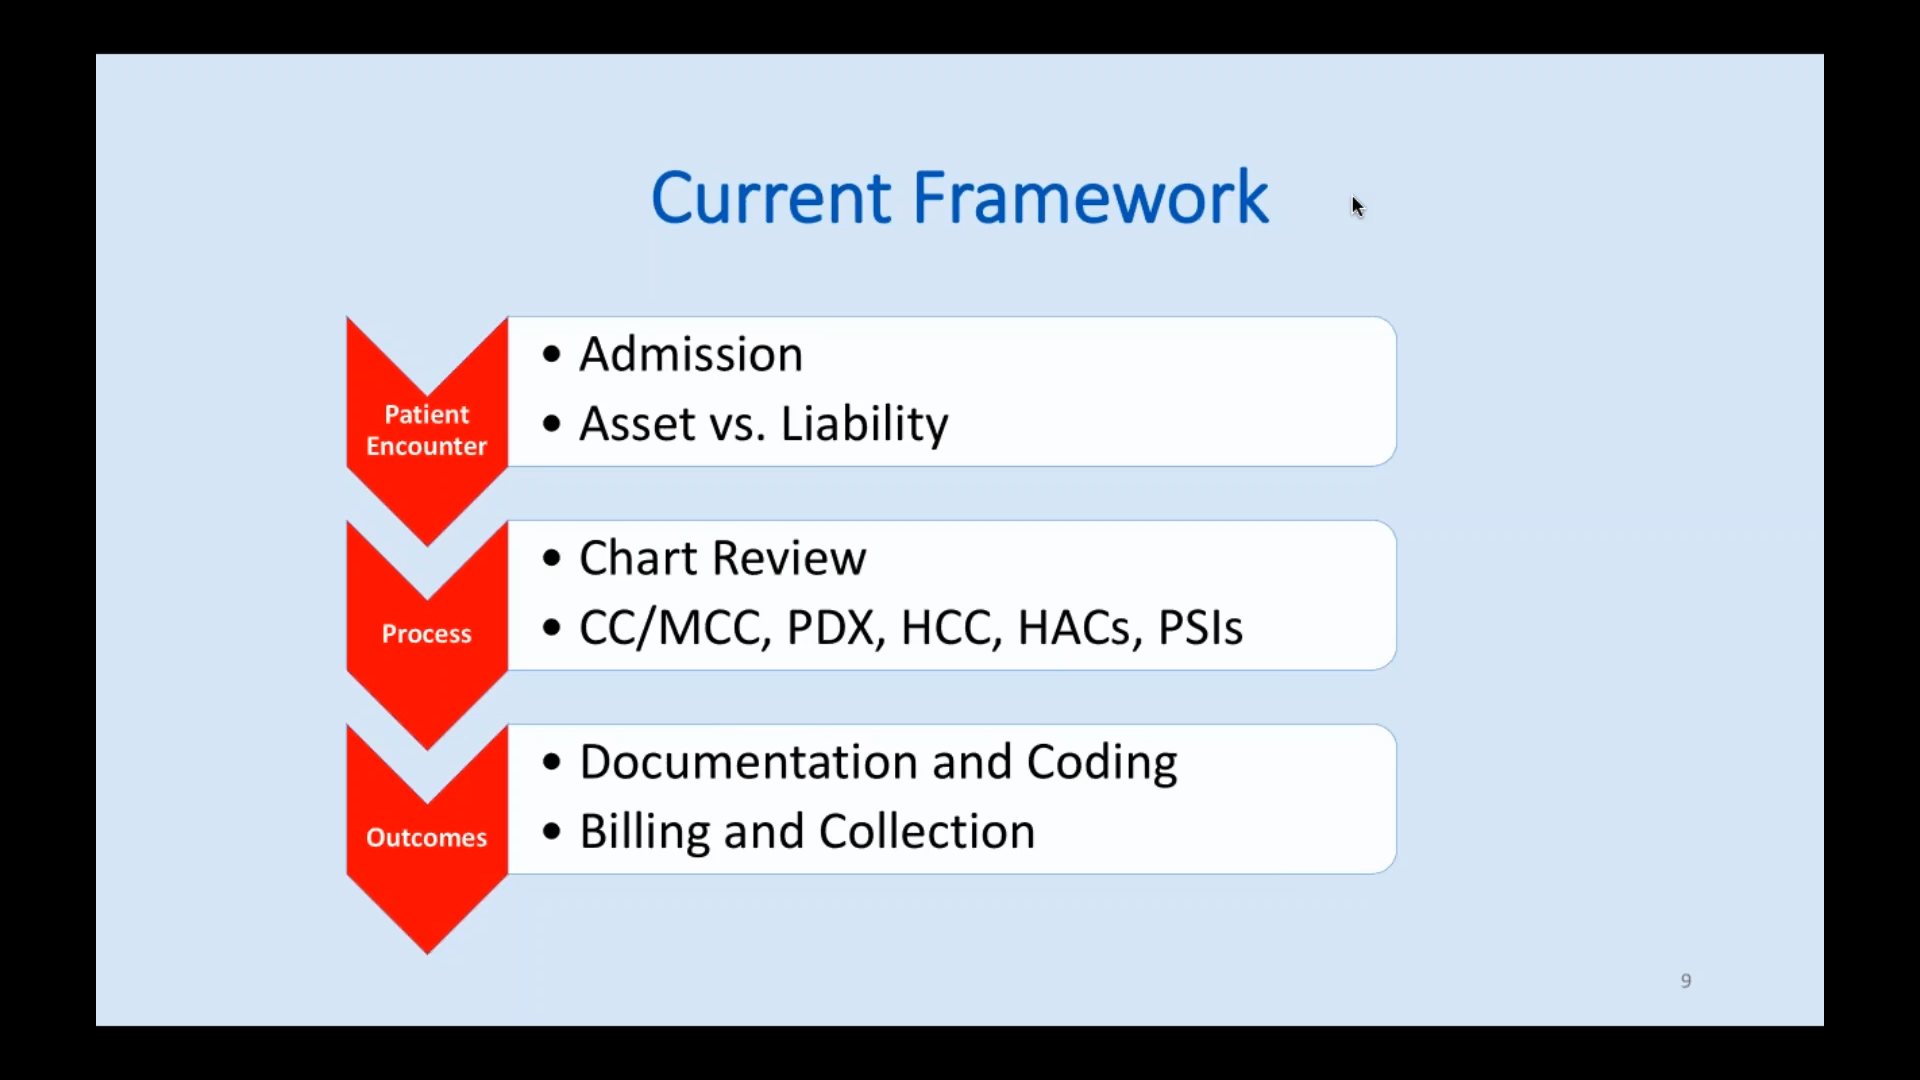 Current Framework
Patient
Encounter
• Admission
• Asset vs. Liability
Process
• Chart Review
• CC/MCC, PDX, HCC, HACs, PSIs
Outcomes
• Documentation and Coding
• Billing and Collection
9